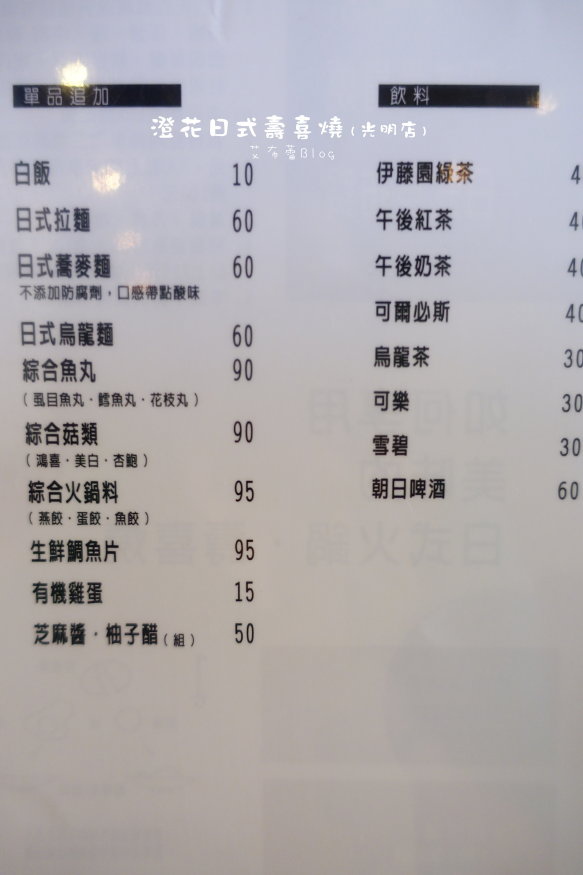 單品追加
飲料
澄花日式壽喜燒(光明店)
艾布蕾Blog
白飯 10
日式拉麵 60
日式蕎麥麵 60
不添加防腐劑，口感帶點酸味
日式烏龍麵 60
綜合魚丸 90
（虱目魚丸·鱈魚丸·花枝丸）
綜合菇類 90
（鴻喜·美白·杏鮑）
綜合火鍋料 95
（燕餃·蛋餃·魚餃）
生鮮鯛魚片 95
有機雞蛋 15
芝麻醬·柚子醋（組） 50
伊藤園綠茶 4
午後紅茶 40
午後奶茶 40
可爾必斯 40
烏龍茶 30
可樂 30
雪碧 30
朝日啤酒 60